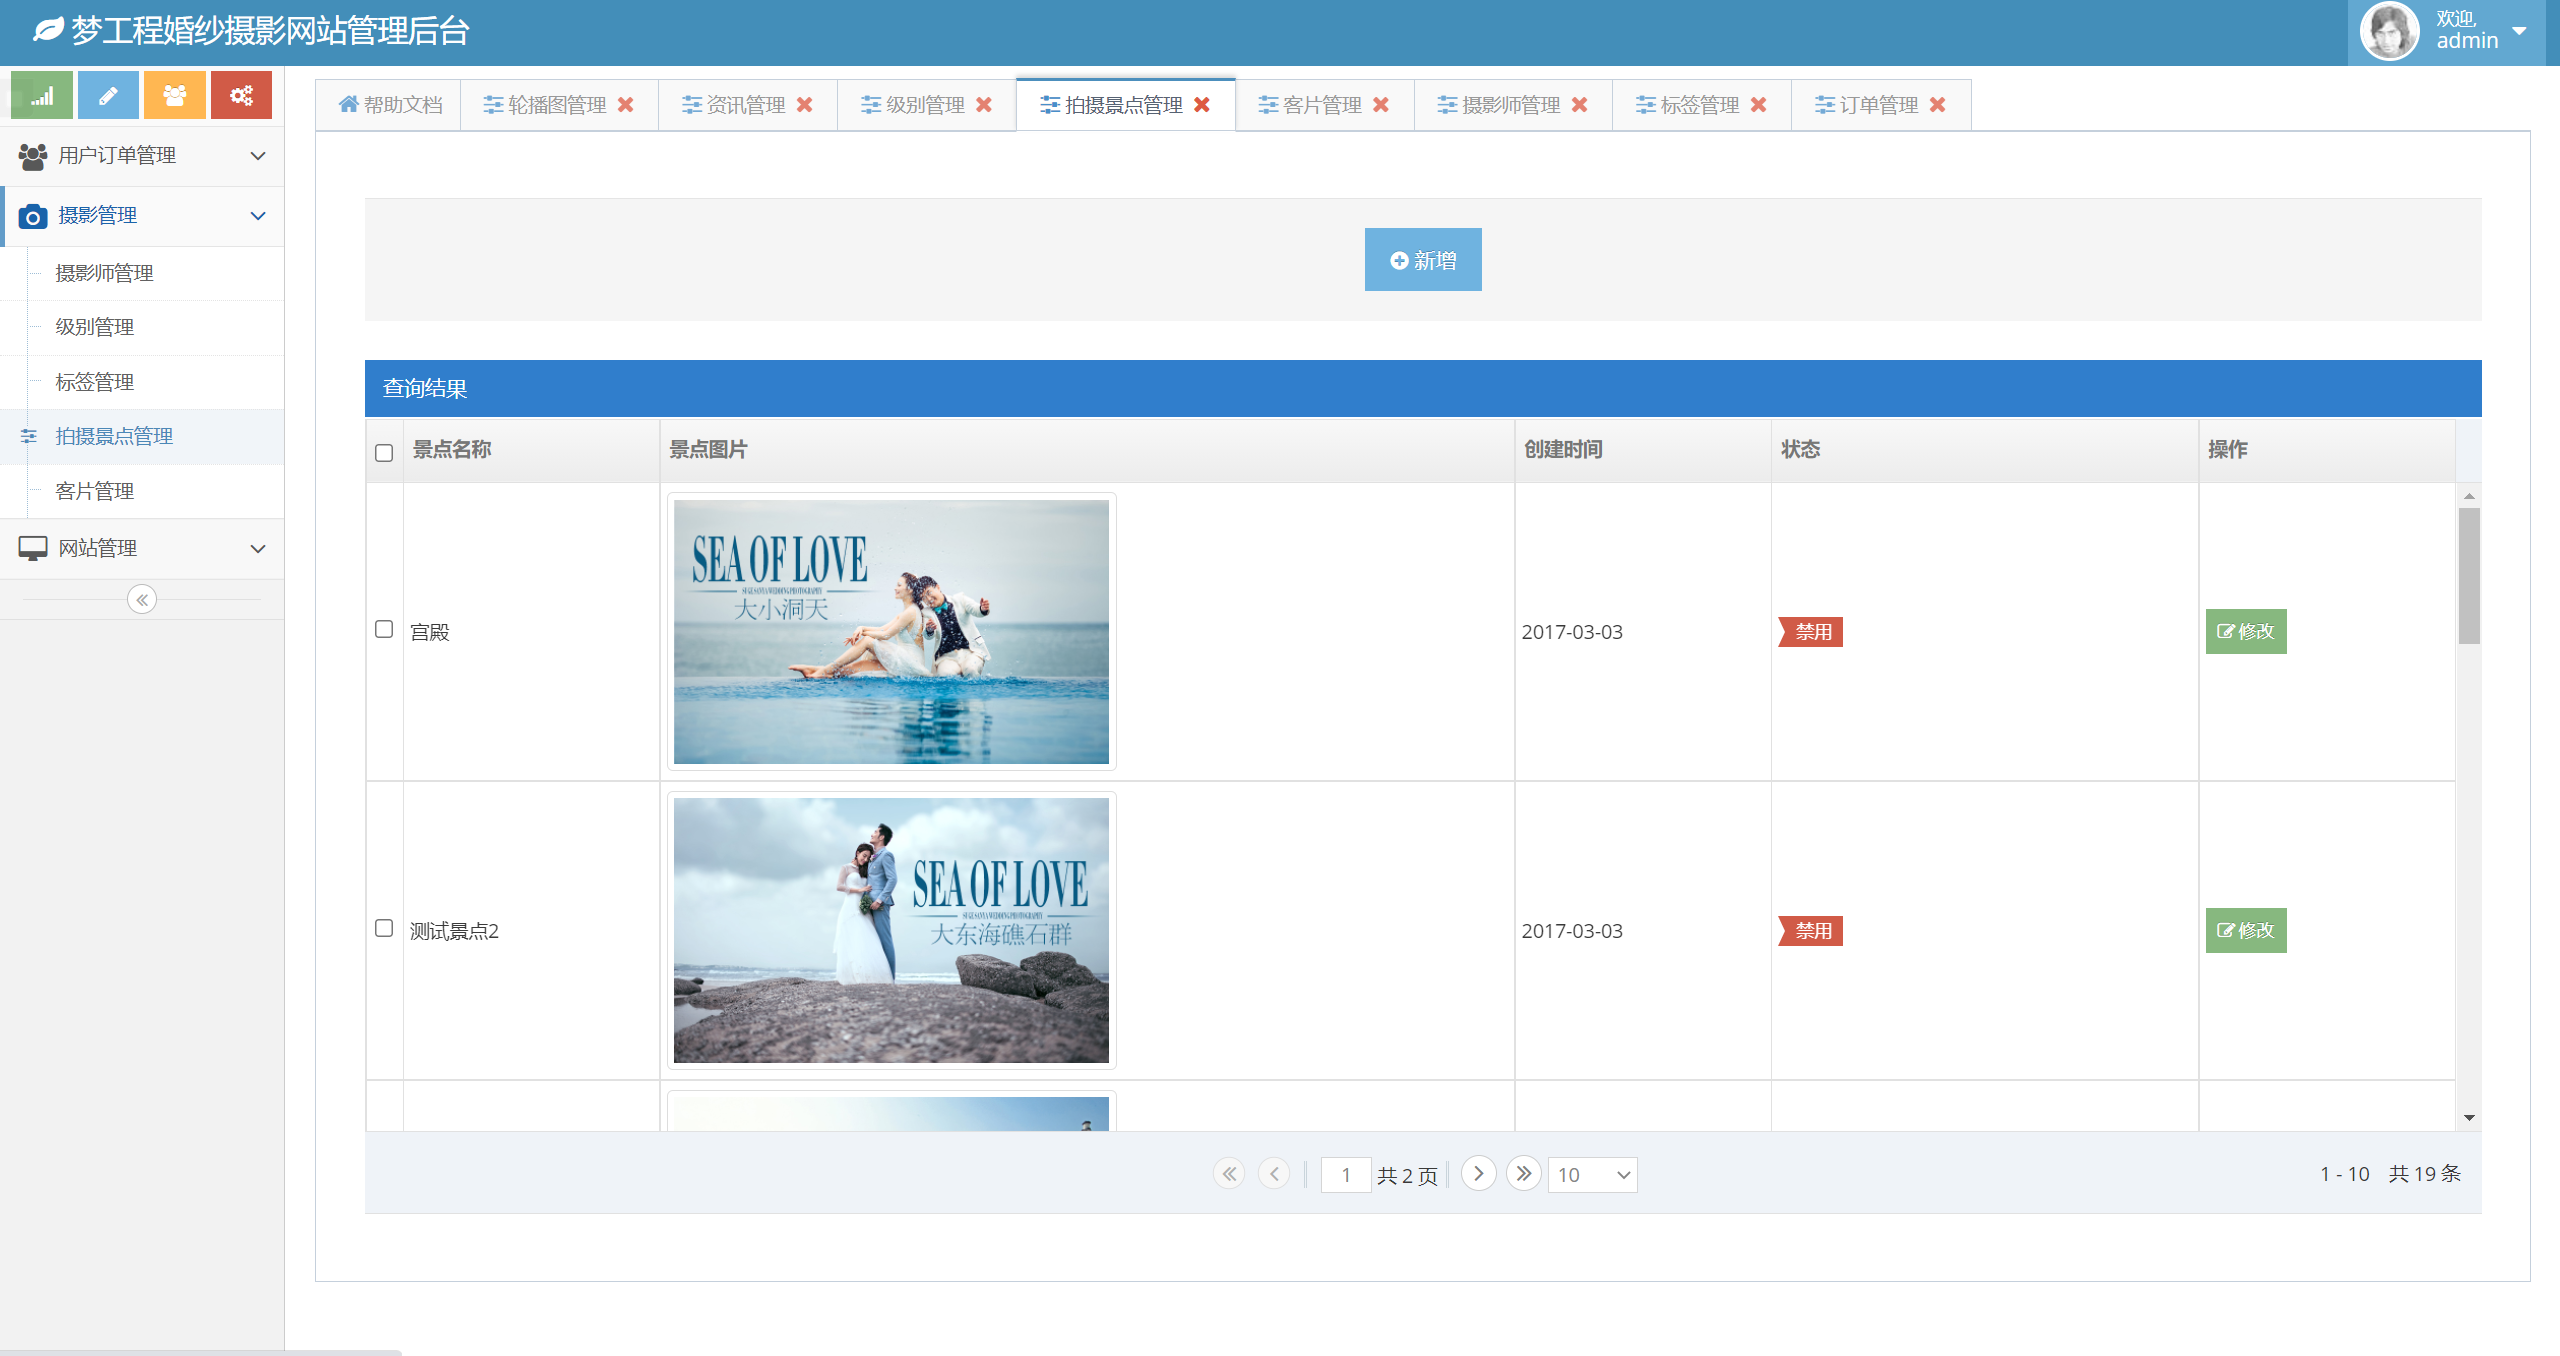 梦工程婚纱摄影网站管理后台
欢迎,
admin
帮助文档 轮播图管理 资讯管理 级别管理 拍摄景点管理 客片管理 摄影师管理 标签管理 订单管理
用户订单管理
摄影管理
摄影师管理
级别管理
标签管理
拍摄景点管理
客片管理
网站管理
新增
查询结果
景点名称 景点图片 创建时间 状态 操作
宫殿 2017-03-03 禁用 修改
SEA OF LOVE
SUGE SANYA WEDDING PHOTOGRAPHY
大小洞天
测试景点2 2017-03-03 禁用 修改
SEA OF LOVE
SUGE SANYA WEDDING PHOTOGRAPHY
大东海礁石群
1 共 2 页 10 1 - 10 共 19 条